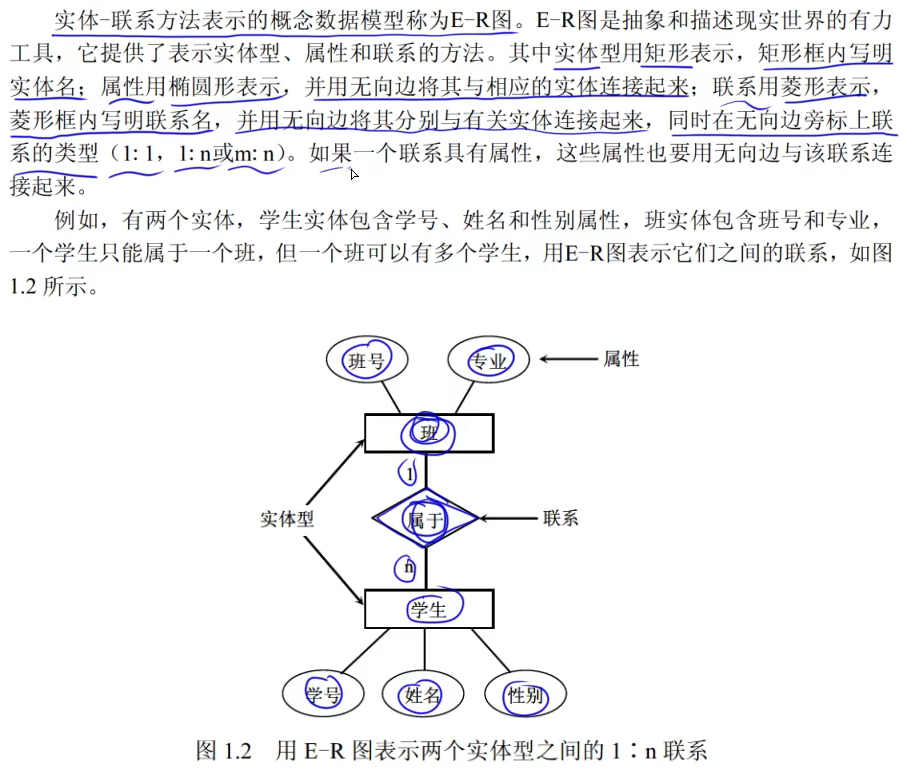 实体-联系方法表示的概念数据模型称为E-R图。E-R图是抽象和描述现实世界的有力
工具，它提供了表示实体型、属性和联系的方法。其中实体型用矩形表示，矩形框内写明
实体名；属性用椭圆形表示，并用无向边将其与相应的实体连接起来；联系用菱形表示，
菱形框内写明联系名，并用无向边将其分别与有关实体连接起来，同时在无向边旁标上联
系的类型（1:1，1:n或m:n）。如果一个联系具有属性，这些属性也要用无向边与该联系连
接起来。
例如，有两个实体，学生实体包含学号、姓名和性别属性，班实体包含班号和专业，
一个学生只能属于一个班，但一个班可以有多个学生，用E-R图表示它们之间的联系，如图
1.2 所示。
班号 专业 属性
班
1
实体型 属于 联系
n
学生
学号 姓名 性别
图 1.2 用 E-R 图表示两个实体型之间的 1∶n 联系